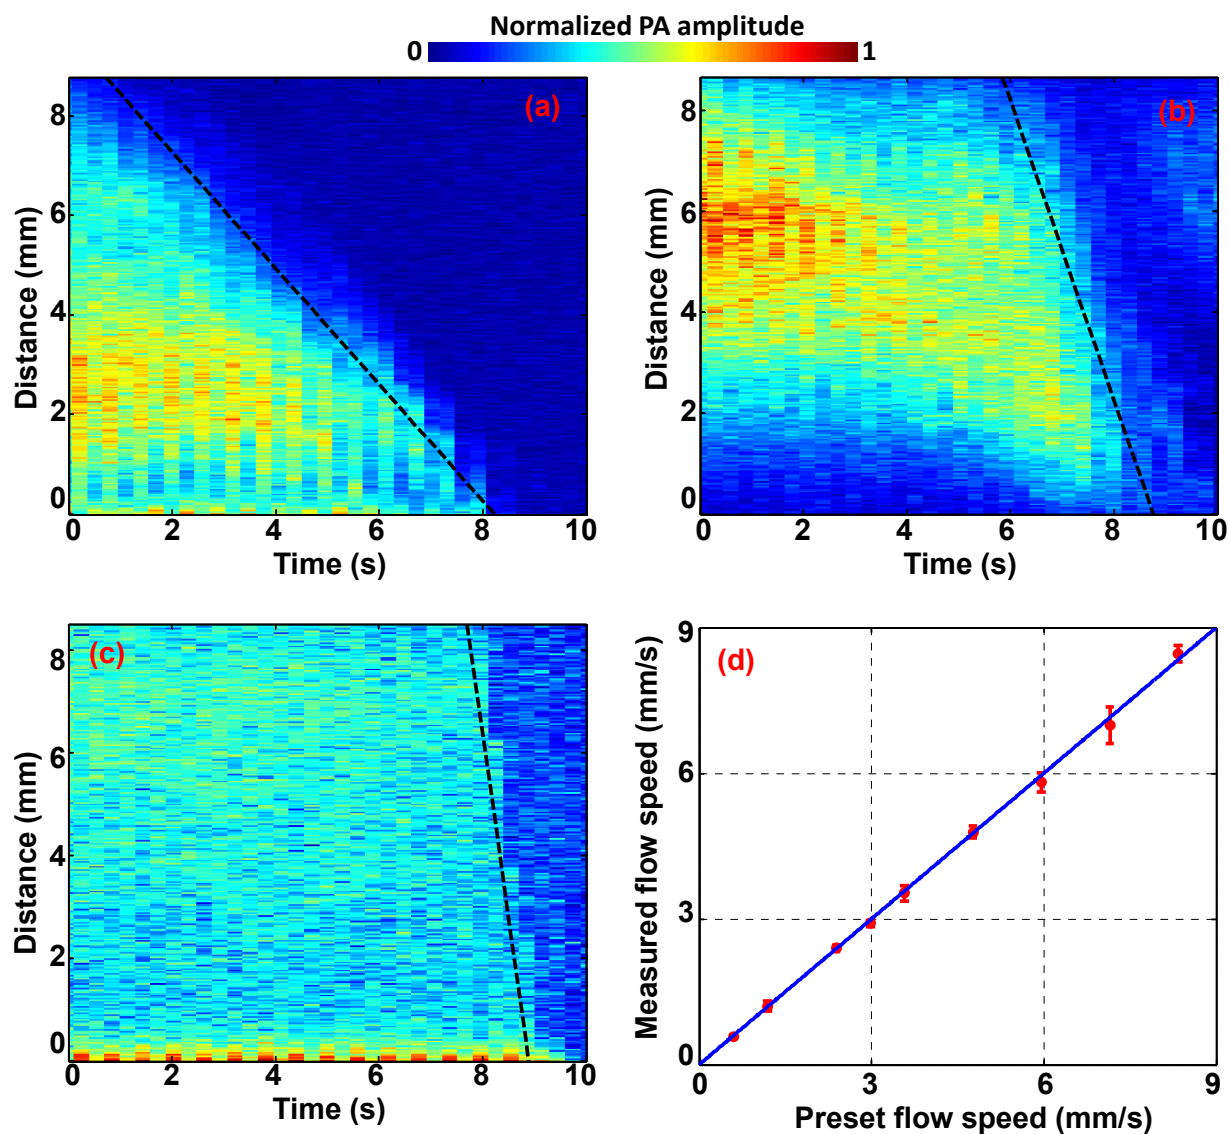 Normalized PA amplitude
0 1
(a)
8
6
4
2
0
Distance (mm)
0 2 4 6 8 10
Time (s)
(b)
8
6
4
2
0
Distance (mm)
0 2 4 6 8 10
Time (s)
(c)
8
6
4
2
0
Distance (mm)
0 2 4 6 8 10
Time (s)
(d)
9
6
3
0
Measured flow speed (mm/s)
0 3 6 9
Preset flow speed (mm/s)